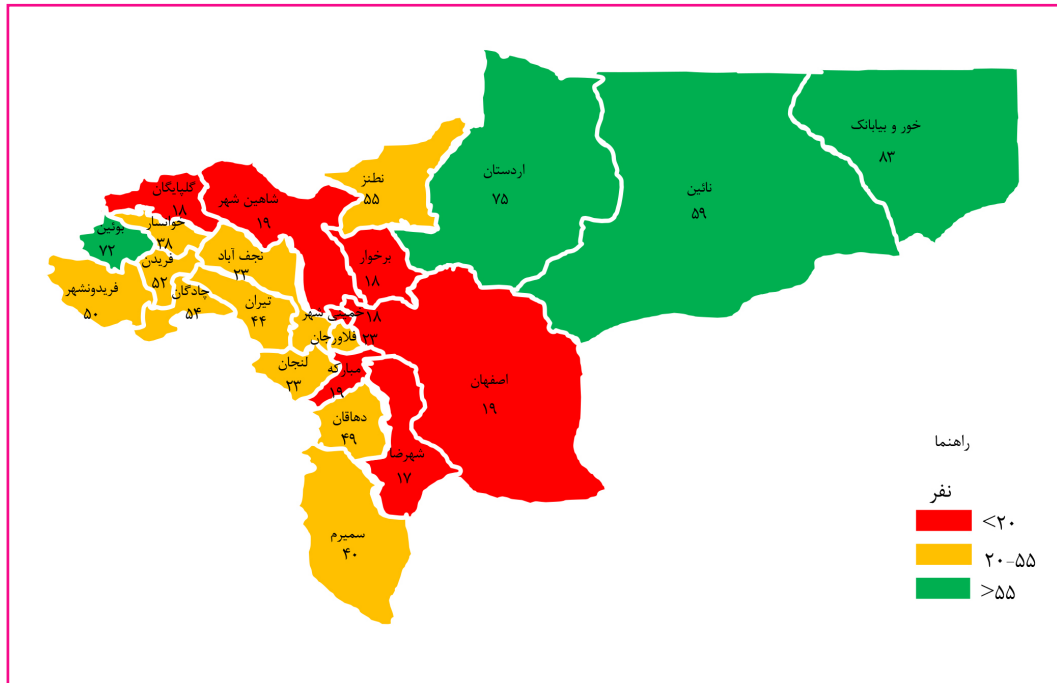 خور و بیابانک
۸۳
نائین
۵۹
اردستان
۷۵
نطنز
۵۵
گلپایگان
۱۸
شاهین شهر
۱۹
خوانسار
۳۸
بوئین
۷۲
نجف آباد
۲۳
برخوار
۱۸
فریدن
۵۲
فریدونشهر
۵۰
چادگان
۵۴
تیران
۴۴
خمینی شهر
۱۸
فلاورجان
۲۳
لنجان
۲۳
مبارکه
۱۹
اصفهان
۱۹
دهاقان
۴۹
شهرضا
۱۷
سمیرم
۴۰
راهنما
نفر
<۲۰
۲۰-۵۵
>۵۵